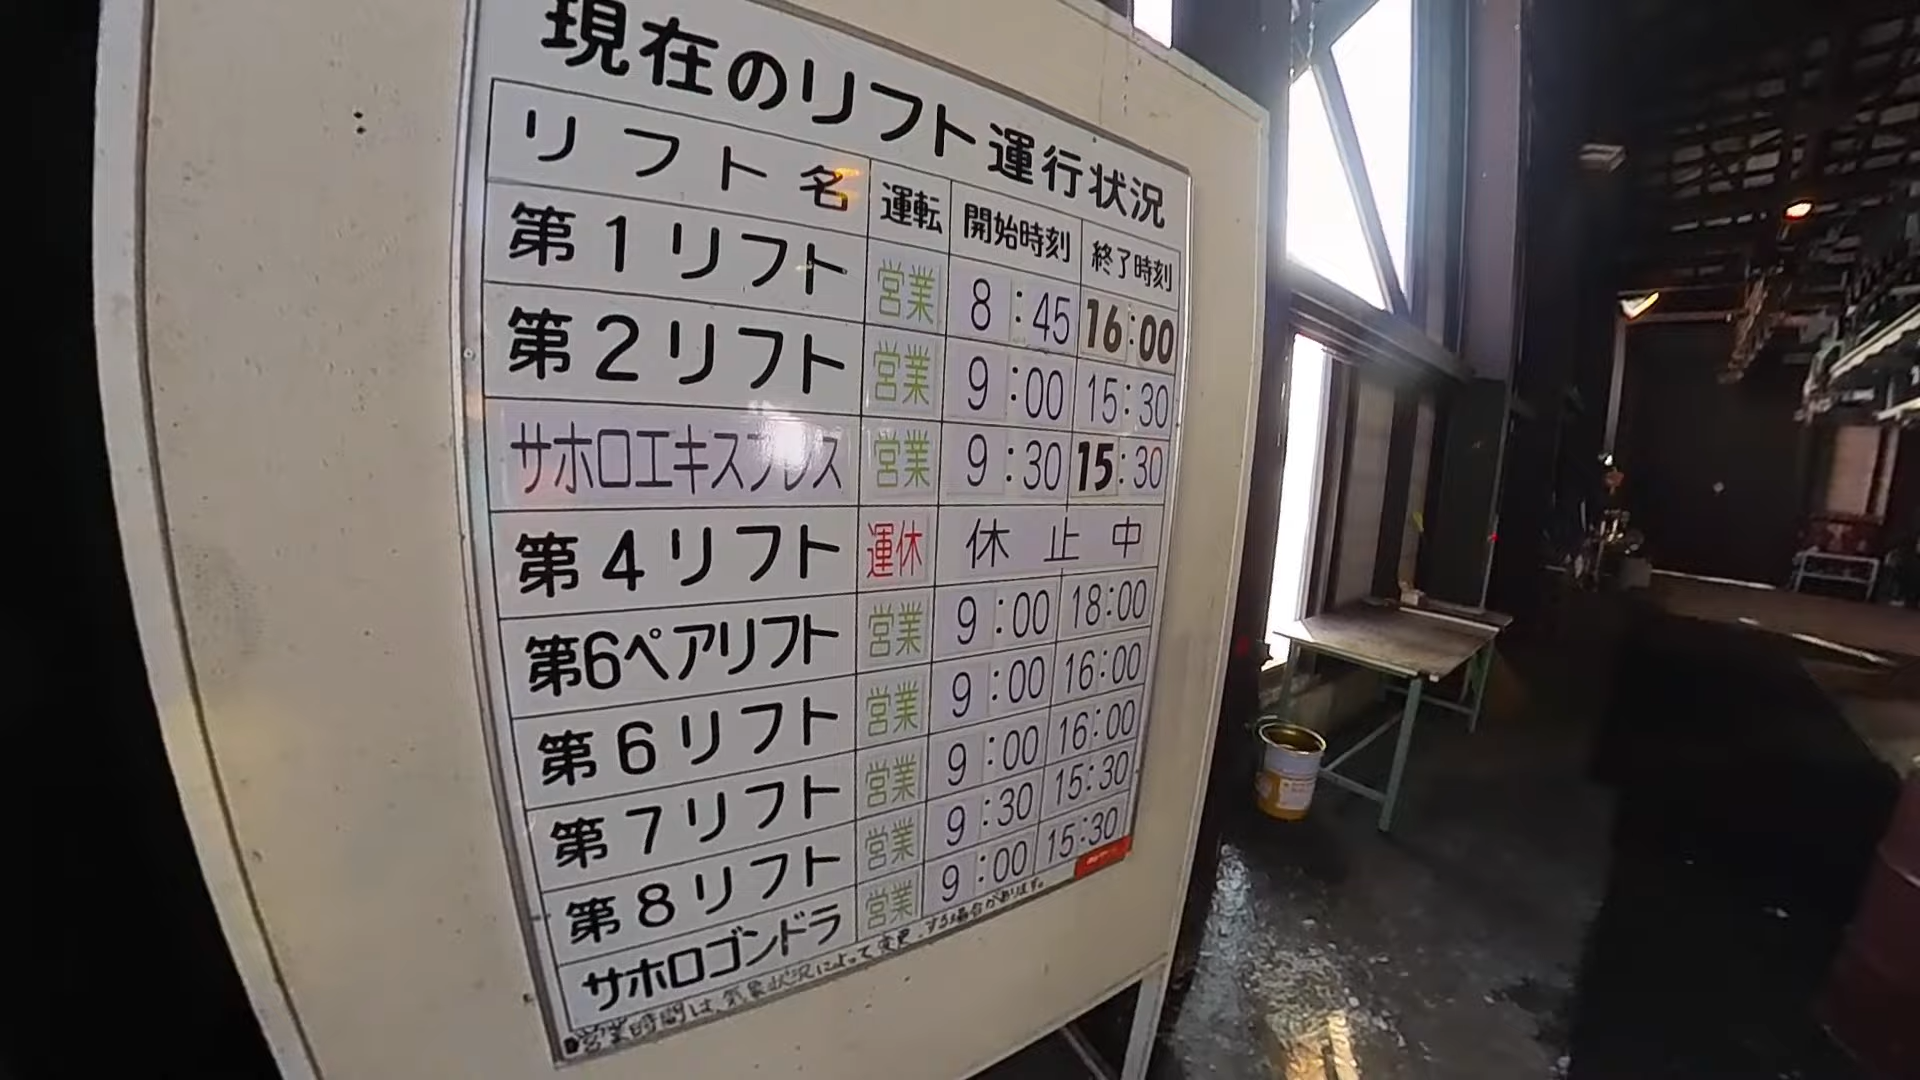 現在のリフト運行状況
リフト名 運転 開始時刻 終了時刻
第1リフト 営業 8:45 16:00
第2リフト 営業 9:00 15:30
サホロエキスプレス 営業 9:30 15:30
第4リフト 運休 休止中
第6ペアリフト 営業 9:00 18:00
第6リフト 営業 9:00 16:00
第7リフト 営業 9:00 16:00
第8リフト 営業 9:30 15:30
サホロゴンドラ 営業 9:00 15:30
営業時間は、気象状況によって変更する場合があります。